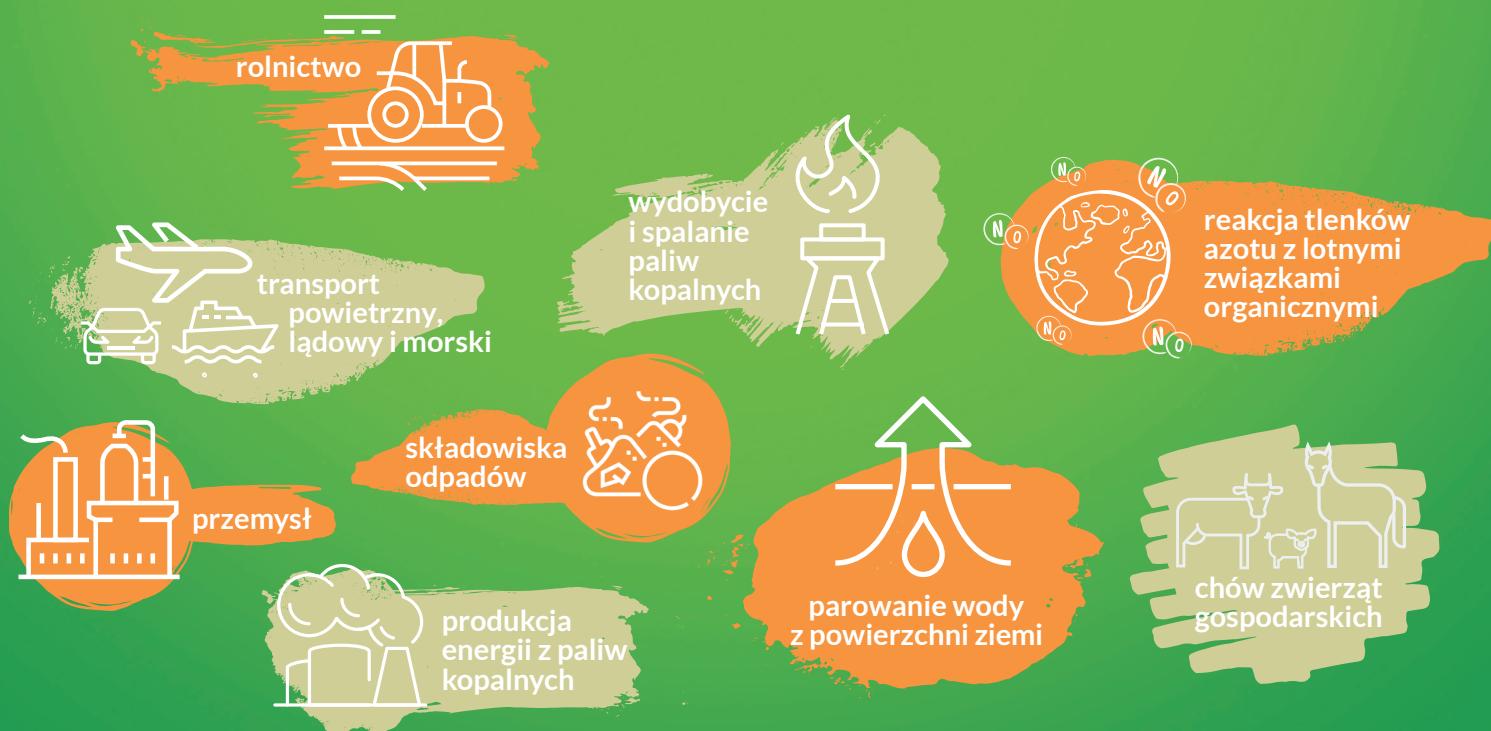 rolnictwo
wydobycie
i spalanie
paliw
kopalnych
reakcja tlenków
azotu z lotnymi
związkami
organicznymi
N O
N O
N O
N O
N O
transport
powietrzny,
lądowy i morski
składowiska
odpadów
przemysł
parowanie wody
z powierzchni ziemi
chów zwierząt
gospodarskich
produkcja
energii z paliw
kopalnych